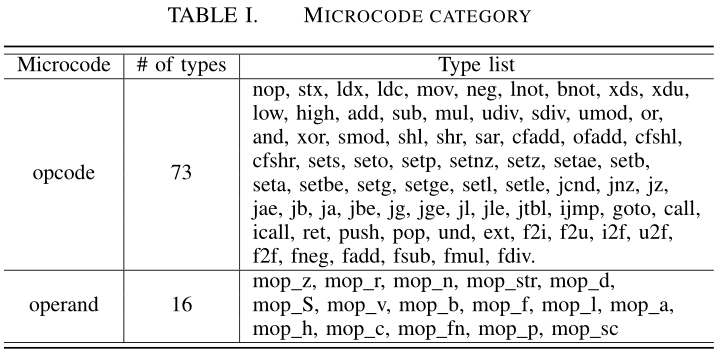 TABLE I. MICROCODE CATEGORY
Microcode # of types Type list
nop, stx, ldx, ldc, mov, neg, lnot, bnot, xds, xdu,
low, high, add, sub, mul, udiv, sdiv, umod, or,
and, xor, smod, shl, shr, sar, cfadd, ofadd, cfshl,
cfshr, sets, seto, setp, setnz, setz, setae, setb,
opcode 73 seta, setbe, setg, setge, setl, setle, jcnd, jnz, jz,
jae, jb, ja, jbe, jg, jge, jl, jle, jtbl, ijmp, goto, call,
icall, ret, push, pop, und, ext, f2i, f2u, i2f, u2f,
f2f, fneg, fadd, fsub, fmul, fdiv.
mop_z, mop_r, mop_n, mop_str, mop_d,
operand 16 mop_S, mop_v, mop_b, mop_f, mop_l, mop_a,
mop_h, mop_c, mop_fn, mop_p, mop_sc